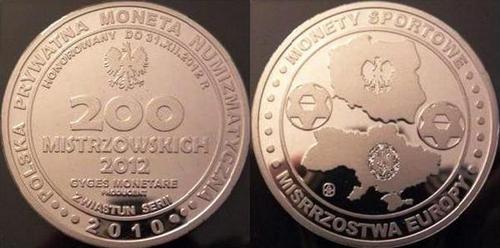 POLSKA PRYWATNA MONETA NUMIZMATYCZNA
HONOROWANY DO 31.XII.2012 R.
200
MISTRZOWSKICH
2012
GYGES MONETARE
PRODUCING
ZWIASTUN SERII
• 2010 •
MONETY SPORTOWE
MISRRZOSTWA EUROPY